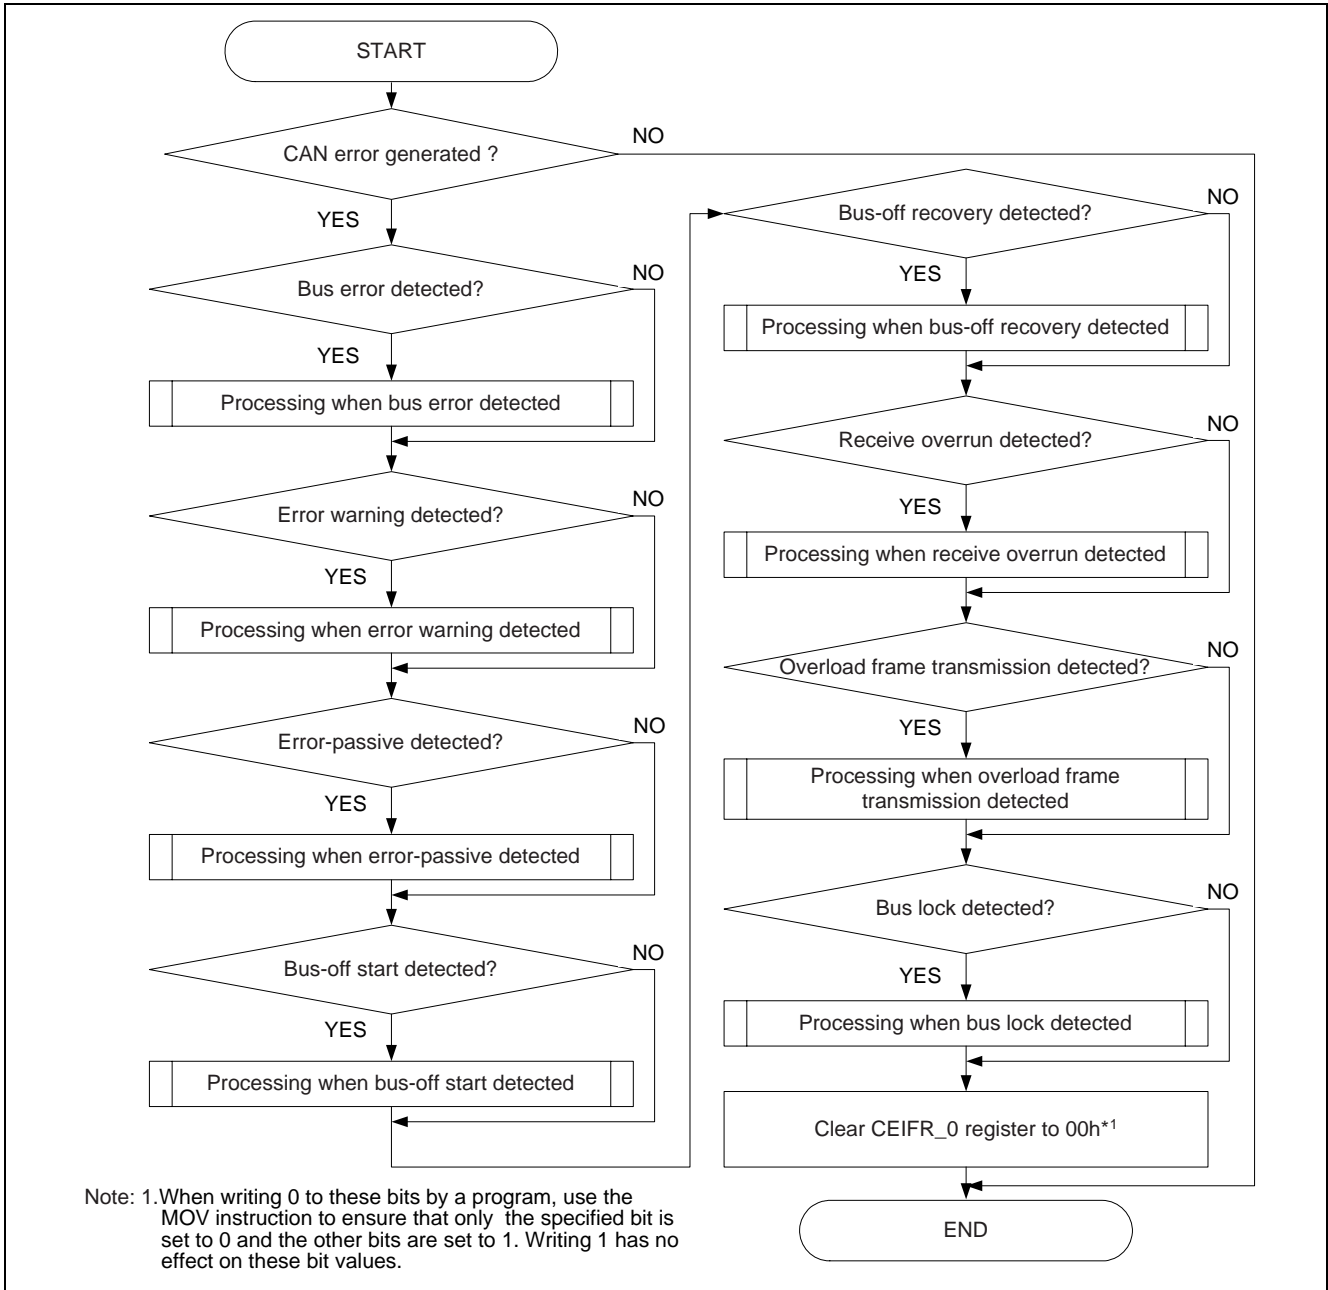 START
CAN error generated ?
NO
YES
Bus error detected?
NO
YES
Processing when bus error detected
Error warning detected?
NO
YES
Processing when error warning detected
Error-passive detected?
NO
YES
Processing when error-passive detected
Bus-off start detected?
NO
YES
Processing when bus-off start detected
Bus-off recovery detected?
NO
YES
Processing when bus-off recovery detected
Receive overrun detected?
NO
YES
Processing when receive overrun detected
Overload frame transmission detected?
NO
YES
Processing when overload frame
transmission detected
Bus lock detected?
NO
YES
Processing when bus lock detected
Clear CEIFR_0 register to 00h*1
END
Note: 1.When writing 0 to these bits by a program, use the
MOV instruction to ensure that only the specified bit is
set to 0 and the other bits are set to 1. Writing 1 has no
effect on these bit values.